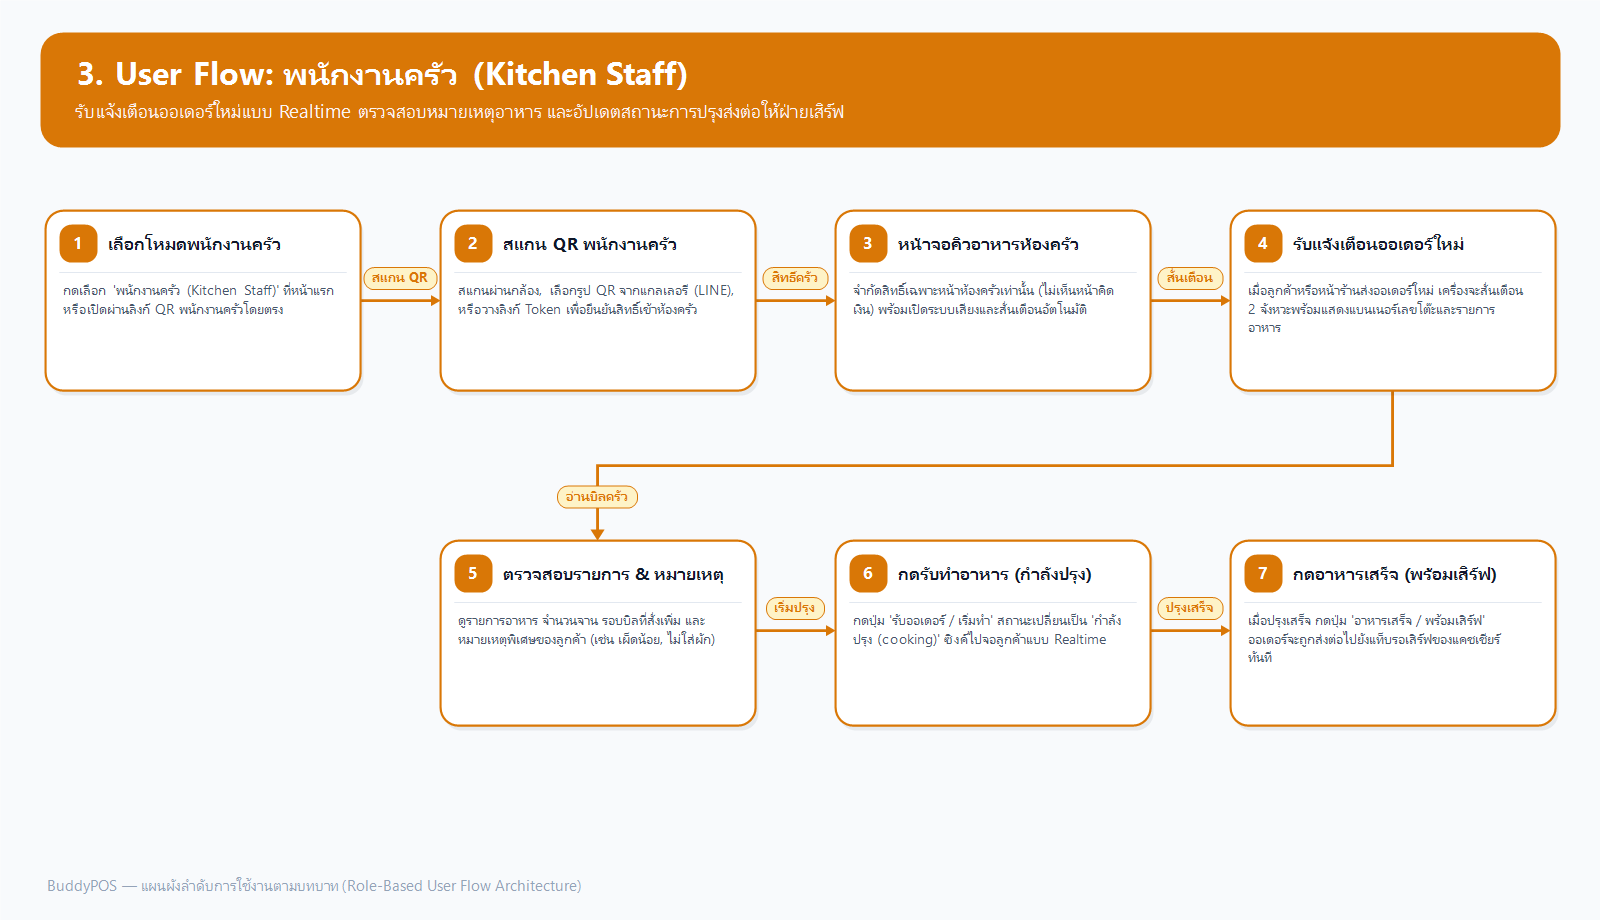 3. User Flow: พนักงานครัว (Kitchen Staff)
รับแจ้งเตือนออเดอร์ใหม่แบบ Realtime ตรวจสอบหมายเหตุอาหาร และอัปเดตสถานะการปรุงส่งต่อให้ฝ่ายเสิร์ฟ
1 เลือกโหมดพนักงานครัว
กดเลือก 'พนักงานครัว (Kitchen Staff)' ที่หน้าแรก
หรือเปิดผ่านลิงก์ QR พนักงานครัวโดยตรง
สแกน QR
2 สแกน QR พนักงานครัว
สแกนผ่านกล้อง, เลือกรูป QR จากแกลเลอรี (LINE),
หรือวางลิงก์ Token เพื่อยืนยันสิทธิ์เข้าห้องครัว
สิทธิ์ครัว
3 หน้าจอคิวอาหารห้องครัว
จำกัดสิทธิ์เฉพาะหน้าห้องครัวเท่านั้น (ไม่เห็นหน้าคิด
เงิน) พร้อมเปิดระบบเสียงและสั่นเตือนอัตโนมัติ
สั่นเตือน
4 รับแจ้งเตือนออเดอร์ใหม่
เมื่อลูกค้าหรือหน้าร้านส่งออเดอร์ใหม่ เครื่องจะสั่นเตือน
2 จังหวะพร้อมแสดงแบนเนอร์เลขโต๊ะและรายการ
อาหาร
อ่านบิลครัว
5 ตรวจสอบรายการ & หมายเหตุ
ดูรายการอาหาร จำนวนจาน รอบบิลที่สั่งเพิ่ม และ
หมายเหตุพิเศษของลูกค้า (เช่น เผ็ดน้อย, ไม่ใส่ผัก)
เริ่มปรุง
6 กดรับทำอาหาร (กำลังปรุง)
กดปุ่ม 'รับออเดอร์ / เริ่มทำ' สถานะเปลี่ยนเป็น 'กำลัง
ปรุง (cooking)' ซิงค์ไปจอลูกค้าแบบ Realtime
ปรุงเสร็จ
7 กดอาหารเสร็จ (พร้อมเสิร์ฟ)
เมื่อปรุงเสร็จ กดปุ่ม 'อาหารเสร็จ / พร้อมเสิร์ฟ'
ออเดอร์จะถูกส่งต่อไปยังแท็บรอเสิร์ฟของแคชเชียร์
ทันที
BuddyPOS — แผนผังลำดับการใช้งานตามบทบาท (Role-Based User Flow Architecture)